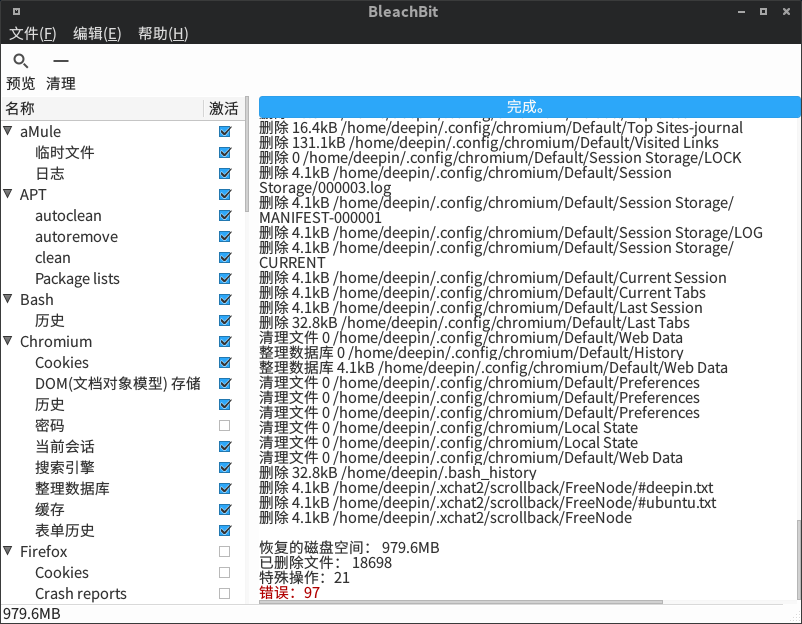 BleachBit
文件(F) 编辑(E) 帮助(H)
预览 清理
名称 激活
aMule
临时文件
日志
APT
autoclean
autoremove
clean
Package lists
Bash
历史
Chromium
Cookies
DOM(文档对象模型) 存储
历史
密码
当前会话
搜索引擎
整理数据库
缓存
表单历史
Firefox
Cookies
Crash reports
完成。
删除 16.4kB /home/deepin/.config/chromium/Default/Top Sites-journal
删除 131.1kB /home/deepin/.config/chromium/Default/Visited Links
删除 0 /home/deepin/.config/chromium/Default/Session Storage/LOCK
删除 4.1kB /home/deepin/.config/chromium/Default/Session
Storage/000003.log
删除 4.1kB /home/deepin/.config/chromium/Default/Session Storage/
MANIFEST-000001
删除 4.1kB /home/deepin/.config/chromium/Default/Session Storage/LOG
删除 4.1kB /home/deepin/.config/chromium/Default/Session Storage/
CURRENT
删除 4.1kB /home/deepin/.config/chromium/Default/Current Session
删除 4.1kB /home/deepin/.config/chromium/Default/Current Tabs
删除 4.1kB /home/deepin/.config/chromium/Default/Last Session
删除 32.8kB /home/deepin/.config/chromium/Default/Last Tabs
清理文件 0 /home/deepin/.config/chromium/Default/Web Data
整理数据库 0 /home/deepin/.config/chromium/Default/History
整理数据库 4.1kB /home/deepin/.config/chromium/Default/Web Data
清理文件 0 /home/deepin/.config/chromium/Default/Preferences
清理文件 0 /home/deepin/.config/chromium/Default/Preferences
清理文件 0 /home/deepin/.config/chromium/Default/Preferences
清理文件 0 /home/deepin/.config/chromium/Local State
清理文件 0 /home/deepin/.config/chromium/Local State
清理文件 0 /home/deepin/.config/chromium/Default/Web Data
删除 32.8kB /home/deepin/.bash_history
删除 4.1kB /home/deepin/.xchat2/scrollback/FreeNode/#deepin.txt
删除 4.1kB /home/deepin/.xchat2/scrollback/FreeNode/#ubuntu.txt
删除 4.1kB /home/deepin/.xchat2/scrollback/FreeNode
恢复的磁盘空间： 979.6MB
已删除文件： 18698
特殊操作：21
错误：97
979.6MB